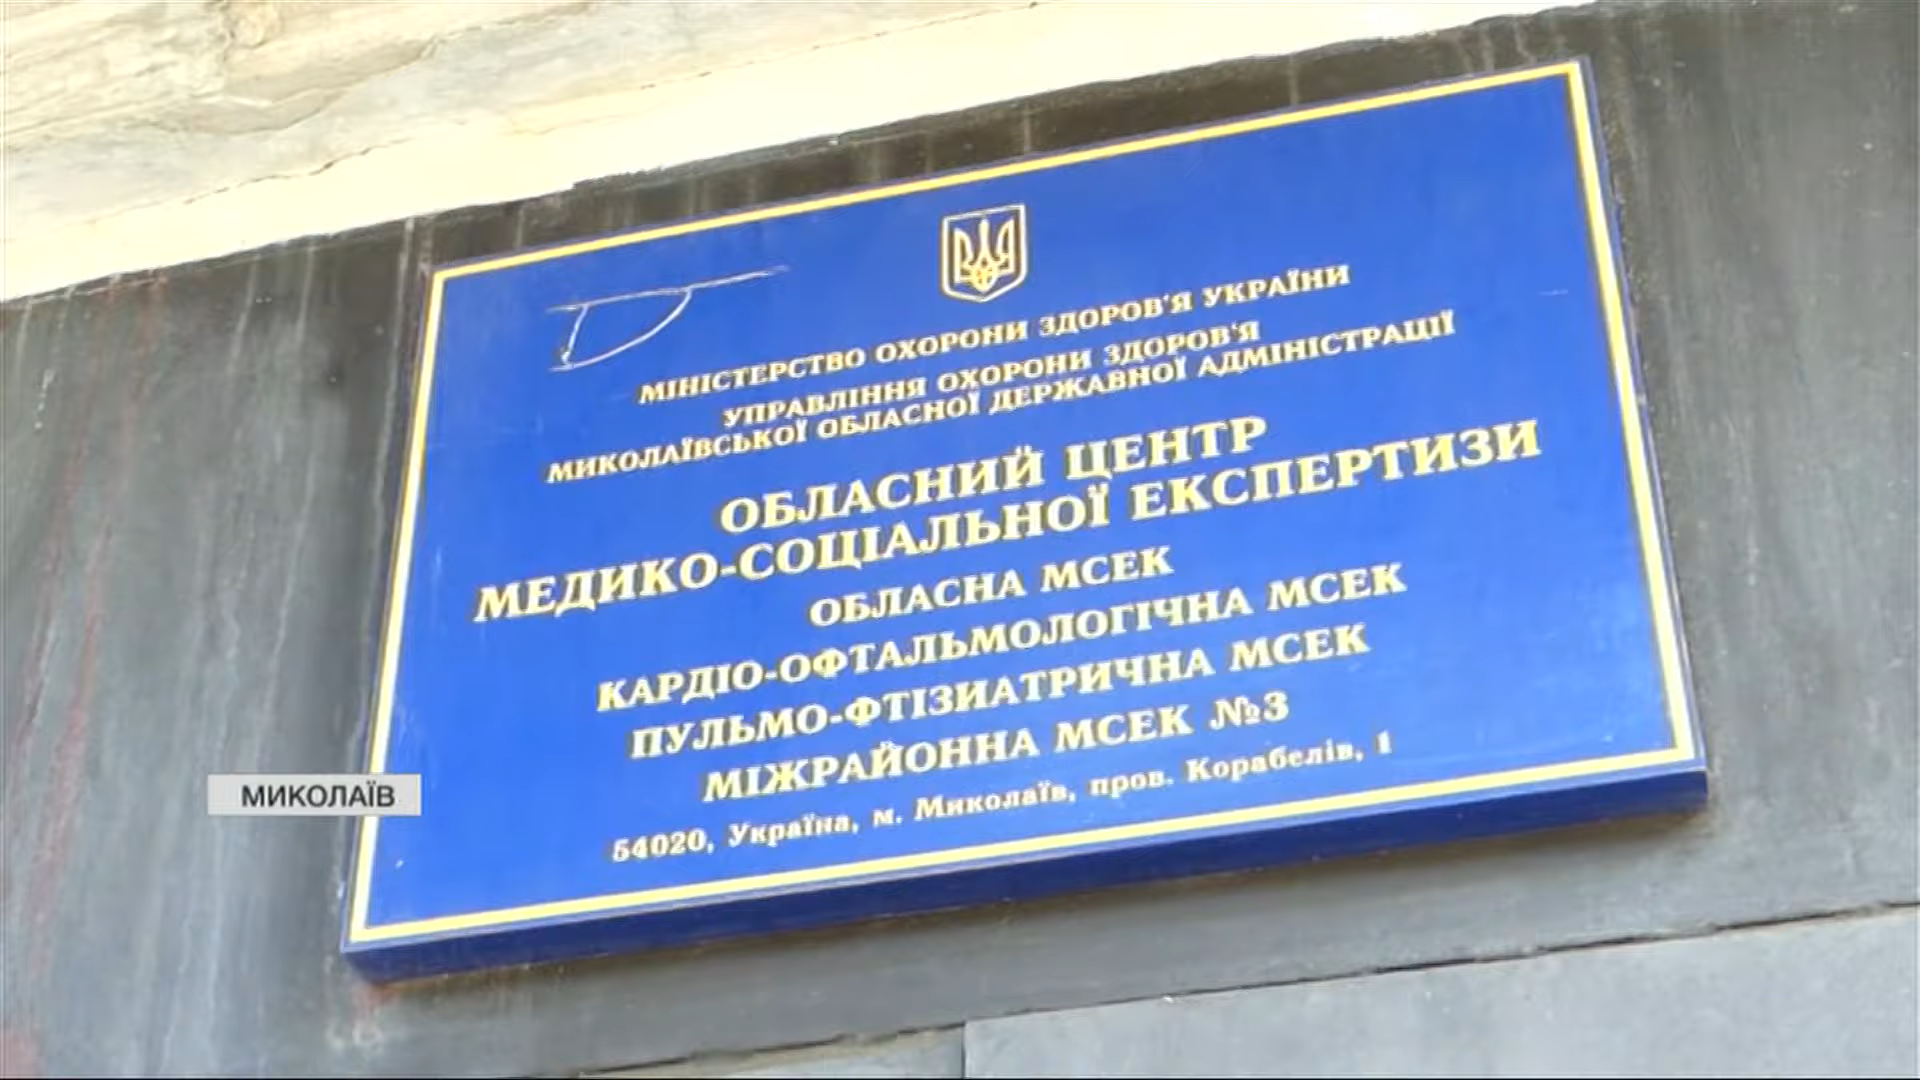 МІНІСТЕРСТВО ОХОРОНИ ЗДОРОВ'Я УКРАЇНИ
УПРАВЛІННЯ ОХОРОНИ ЗДОРОВ'Я
МИКОЛАЇВСЬКОЇ ОБЛАСНОЇ ДЕРЖАВНОЇ АДМІНІСТРАЦІЇ
ОБЛАСНИЙ ЦЕНТР
МЕДИКО-СОЦІАЛЬНОЇ ЕКСПЕРТИЗИ
ОБЛАСНА МСЕК
КАРДІО-ОФТАЛЬМОЛОГІЧНА МСЕК
ПУЛЬМО-ФТІЗИАТРИЧНА МСЕК
МІЖРАЙОННА МСЕК №3
54020, Україна, м. Миколаїв, пров. Корабелів, 1
МИКОЛАЇВ